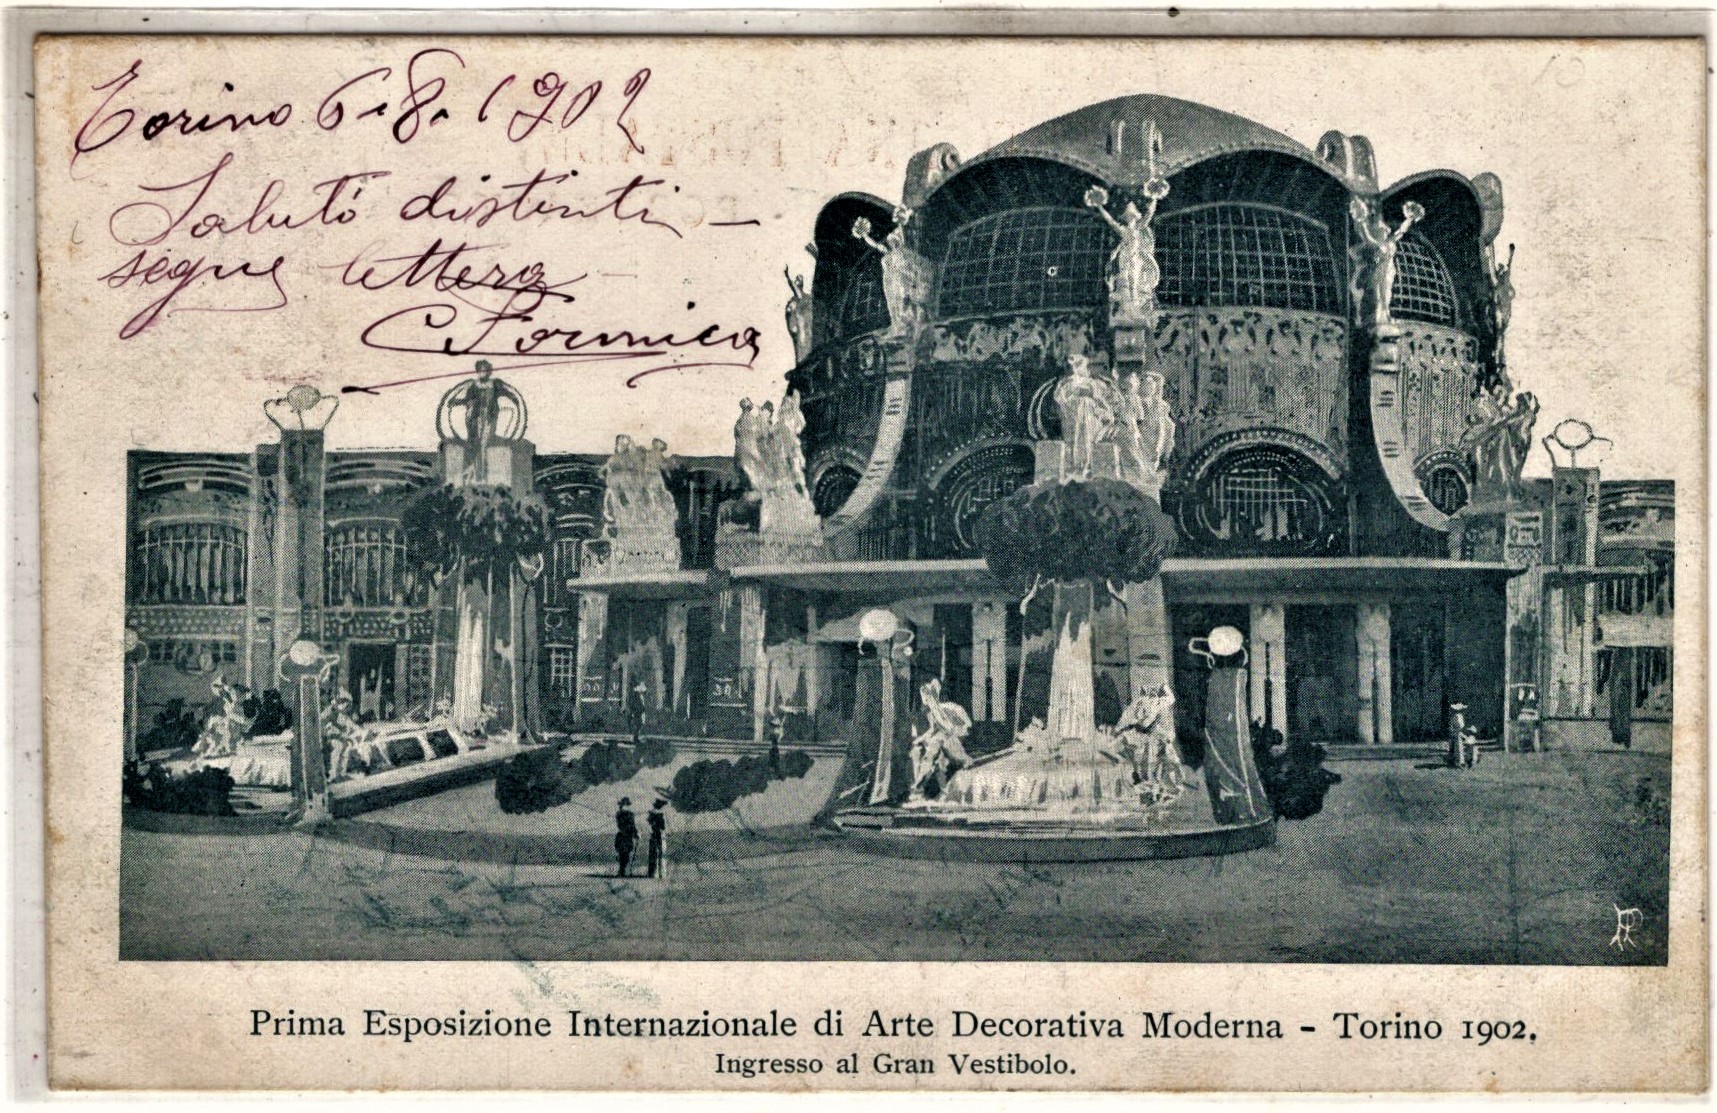 Torino 6-8-1902
Saluti distinti -
segue lettera
C. Formica
Prima Esposizione Internazionale di Arte Decorativa Moderna - Torino 1902.
Ingresso al Gran Vestibolo.